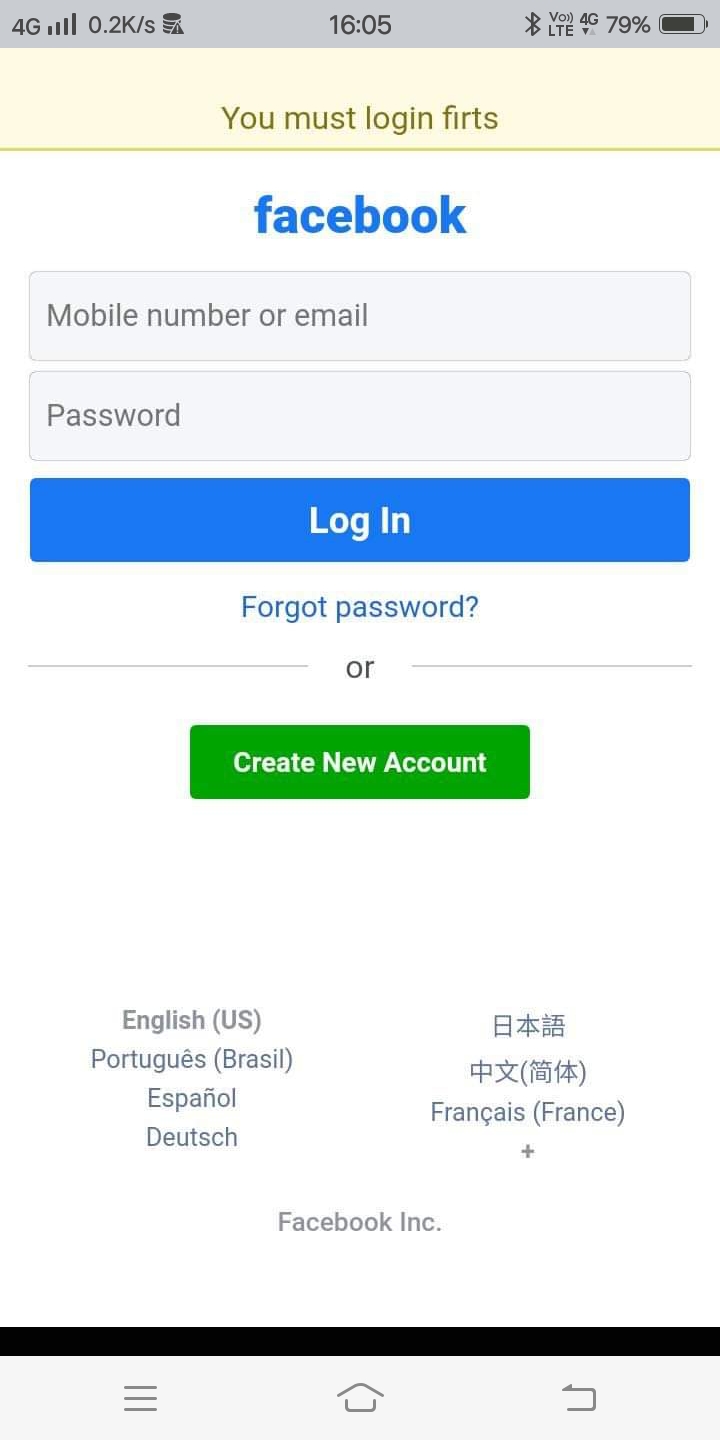 4G 0.2K/s 16:05 Vo)) LTE 4G 79%
You must login firts
facebook
Mobile number or email
Password
Log In
Forgot password?
or
Create New Account
English (US)
Português (Brasil)
Español
Deutsch
日本語
中文(简体)
Français (France)
+
Facebook Inc.